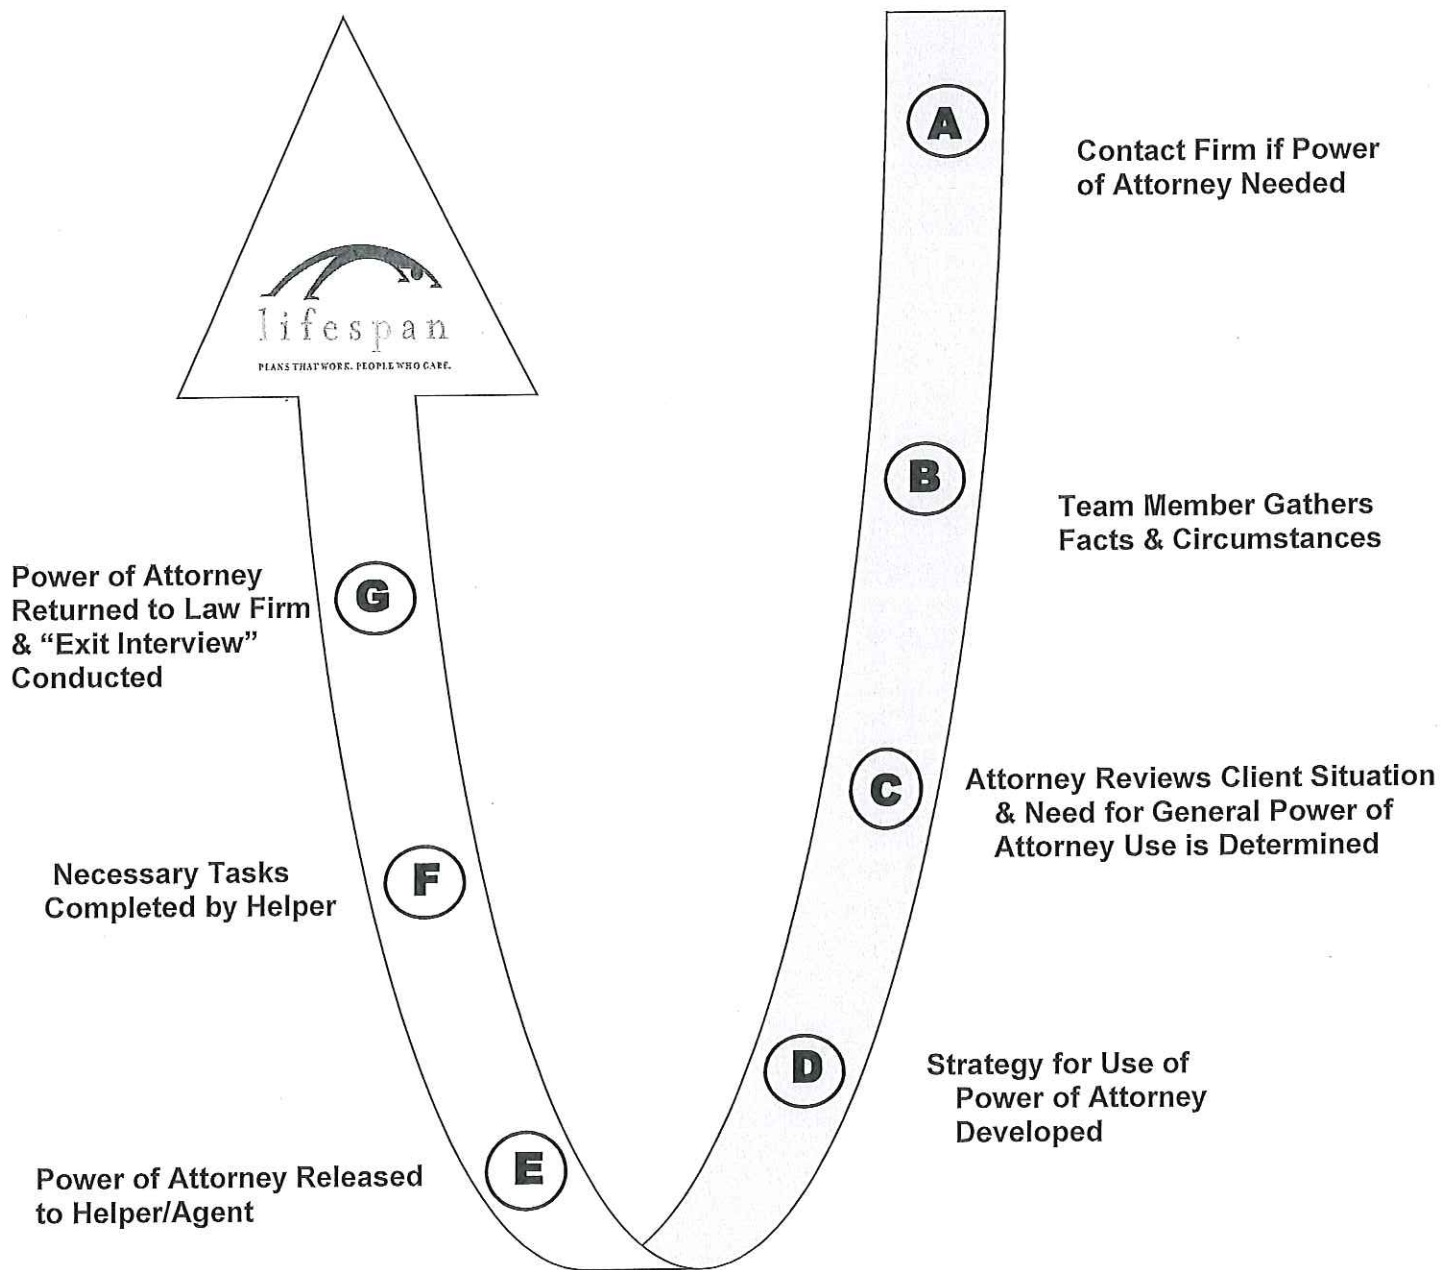 A
Contact Firm if Power
of Attorney Needed
B
Team Member Gathers
Facts & Circumstances
C
Attorney Reviews Client Situation
& Need for General Power of
Attorney Use is Determined
D
Strategy for Use of
Power of Attorney
Developed
E
Power of Attorney Released
to Helper/Agent
F
Necessary Tasks
Completed by Helper
G
Power of Attorney
Returned to Law Firm
& “Exit Interview”
Conducted
lifespan
PLANS THAT WORK. PEOPLE WHO CARE.